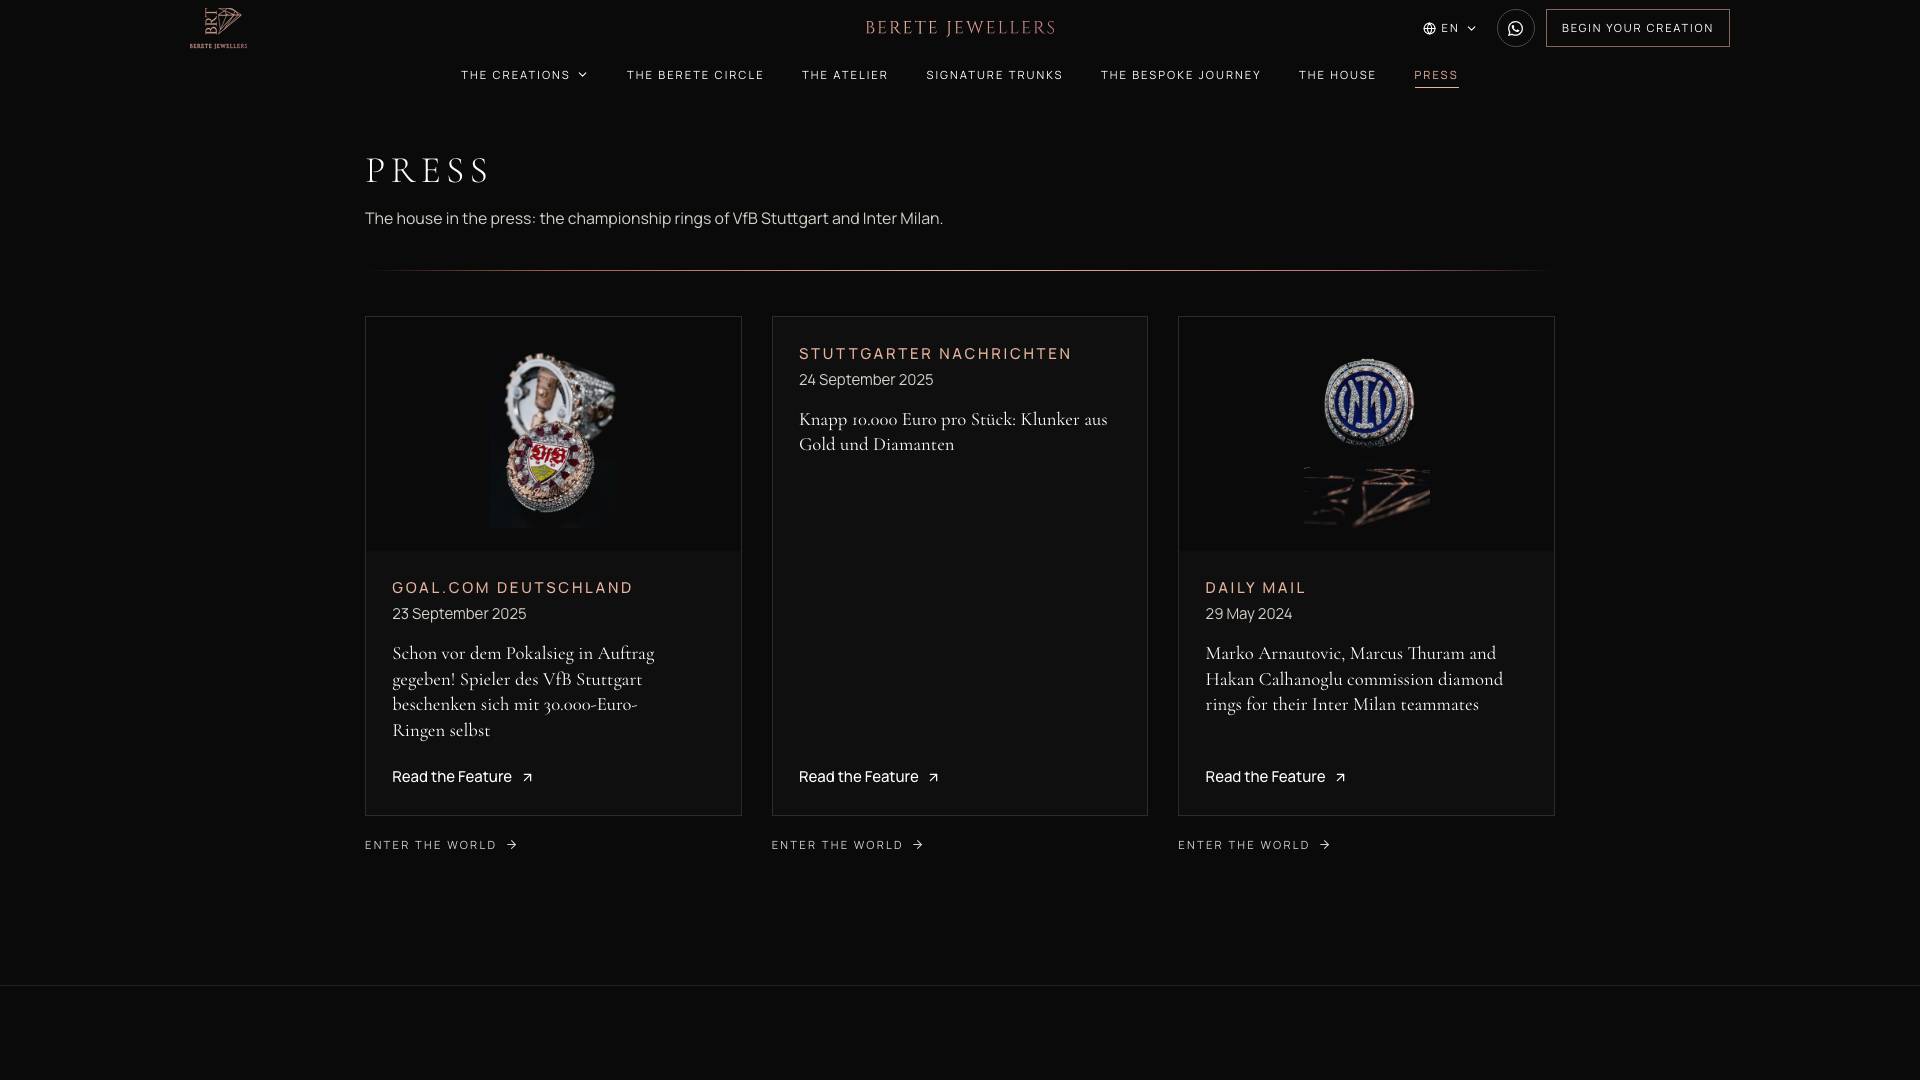 BRT
BERETE JEWELLERS
BERETE JEWELLERS
EN
BEGIN YOUR CREATION
THE CREATIONS
THE BERETE CIRCLE
THE ATELIER
SIGNATURE TRUNKS
THE BESPOKE JOURNEY
THE HOUSE
PRESS
PRESS
The house in the press: the championship rings of VfB Stuttgart and Inter Milan.
VfB
GOAL.COM DEUTSCHLAND
23 September 2025
Schon vor dem Pokalsieg in Auftrag
gegeben! Spieler des VfB Stuttgart
beschenken sich mit 30.000-Euro-
Ringen selbst
Read the Feature
ENTER THE WORLD
STUTTGARTER NACHRICHTEN
24 September 2025
Knapp 10.000 Euro pro Stück: Klunker aus
Gold und Diamanten
Read the Feature
ENTER THE WORLD
DAILY MAIL
29 May 2024
Marko Arnautovic, Marcus Thuram and
Hakan Calhanoglu commission diamond
rings for their Inter Milan teammates
Read the Feature
ENTER THE WORLD